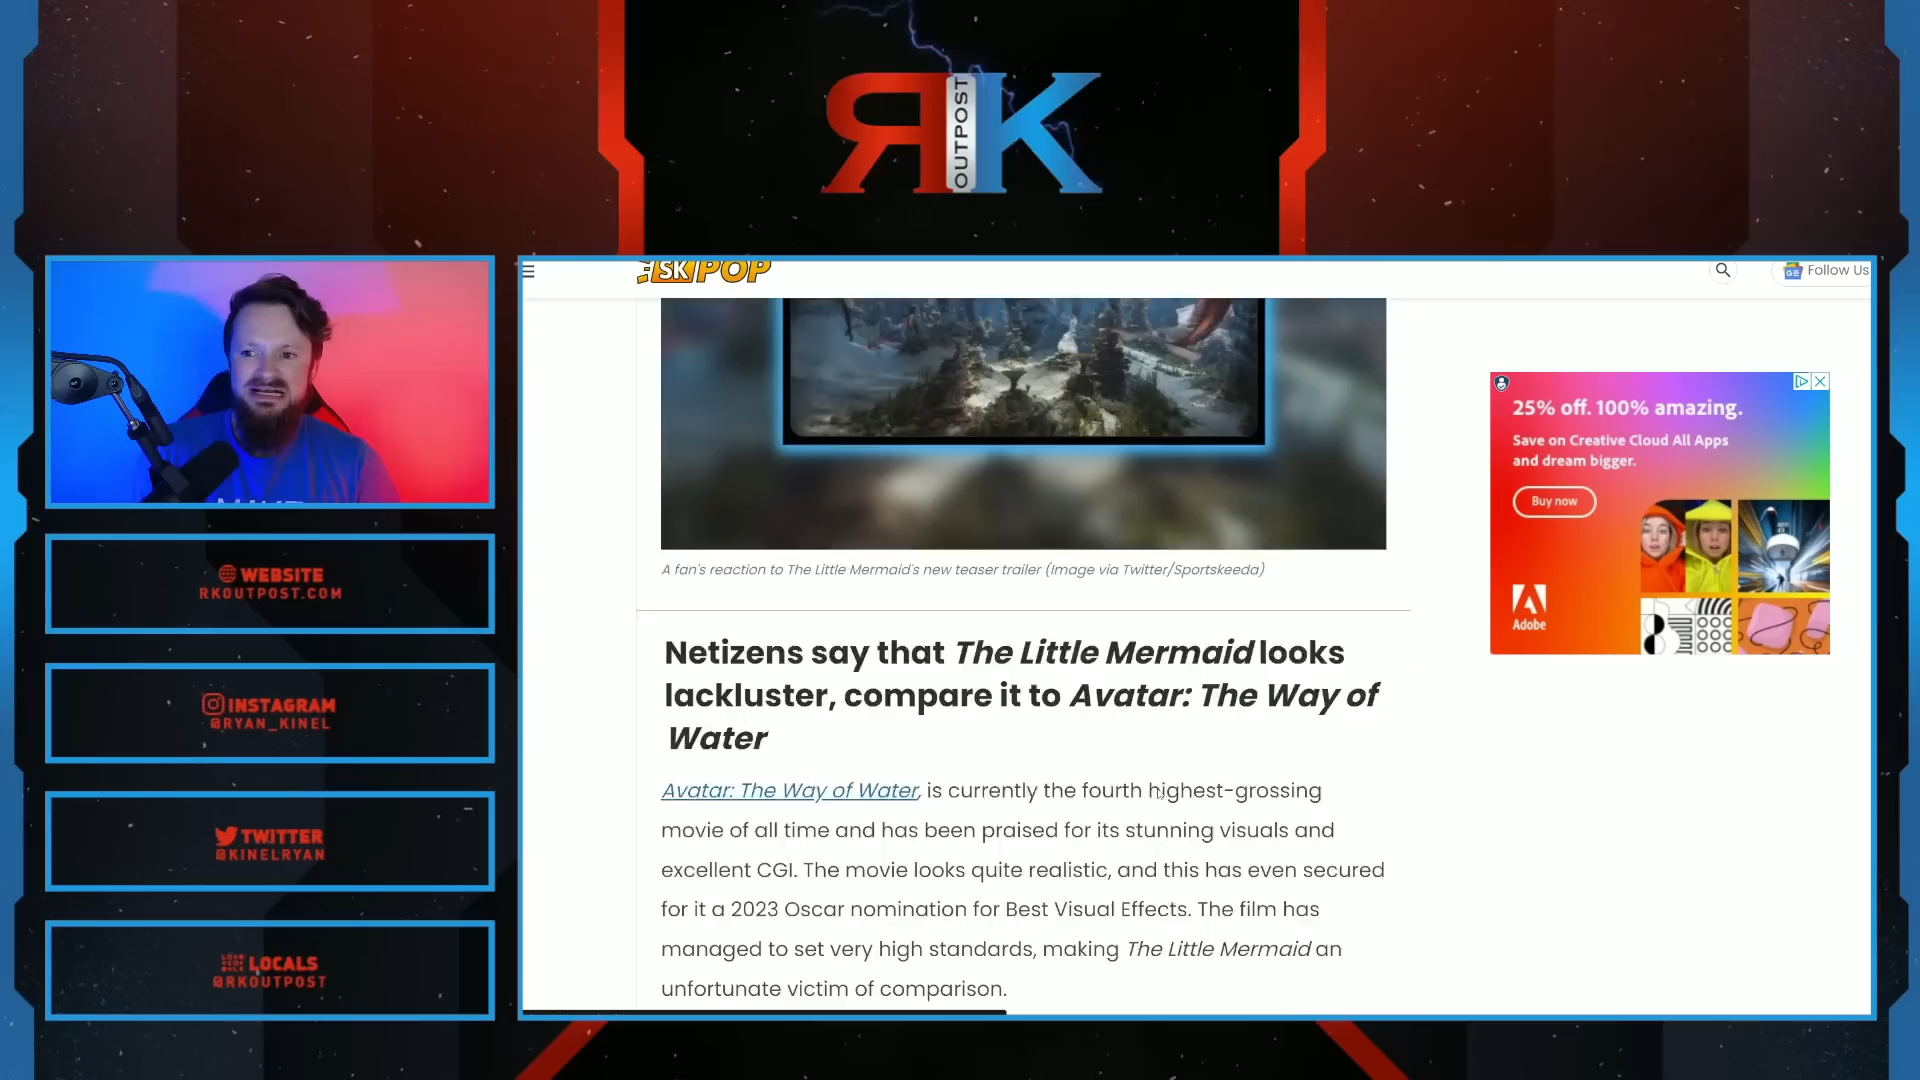 RK
OUTPOST
ESK POP
Follow Us
A fan's reaction to The Little Mermaid's new teaser trailer (Image via Twitter/Sportskeeda)
Netizens say that The Little Mermaid looks
lackluster, compare it to Avatar: The Way of
Water
Avatar: The Way of Water, is currently the fourth highest-grossing
movie of all time and has been praised for its stunning visuals and
excellent CGI. The movie looks quite realistic, and this has even secured
for it a 2023 Oscar nomination for Best Visual Effects. The film has
managed to set very high standards, making The Little Mermaid an
unfortunate victim of comparison.
25% off. 100% amazing.
Save on Creative Cloud All Apps
and dream bigger.
Buy now
Adobe
WEBSITE
RKOUTPOST.COM
INSTAGRAM
@RYAN_KINEL
TWITTER
@KINELRYAN
LOCALS
@RKOUTPOST